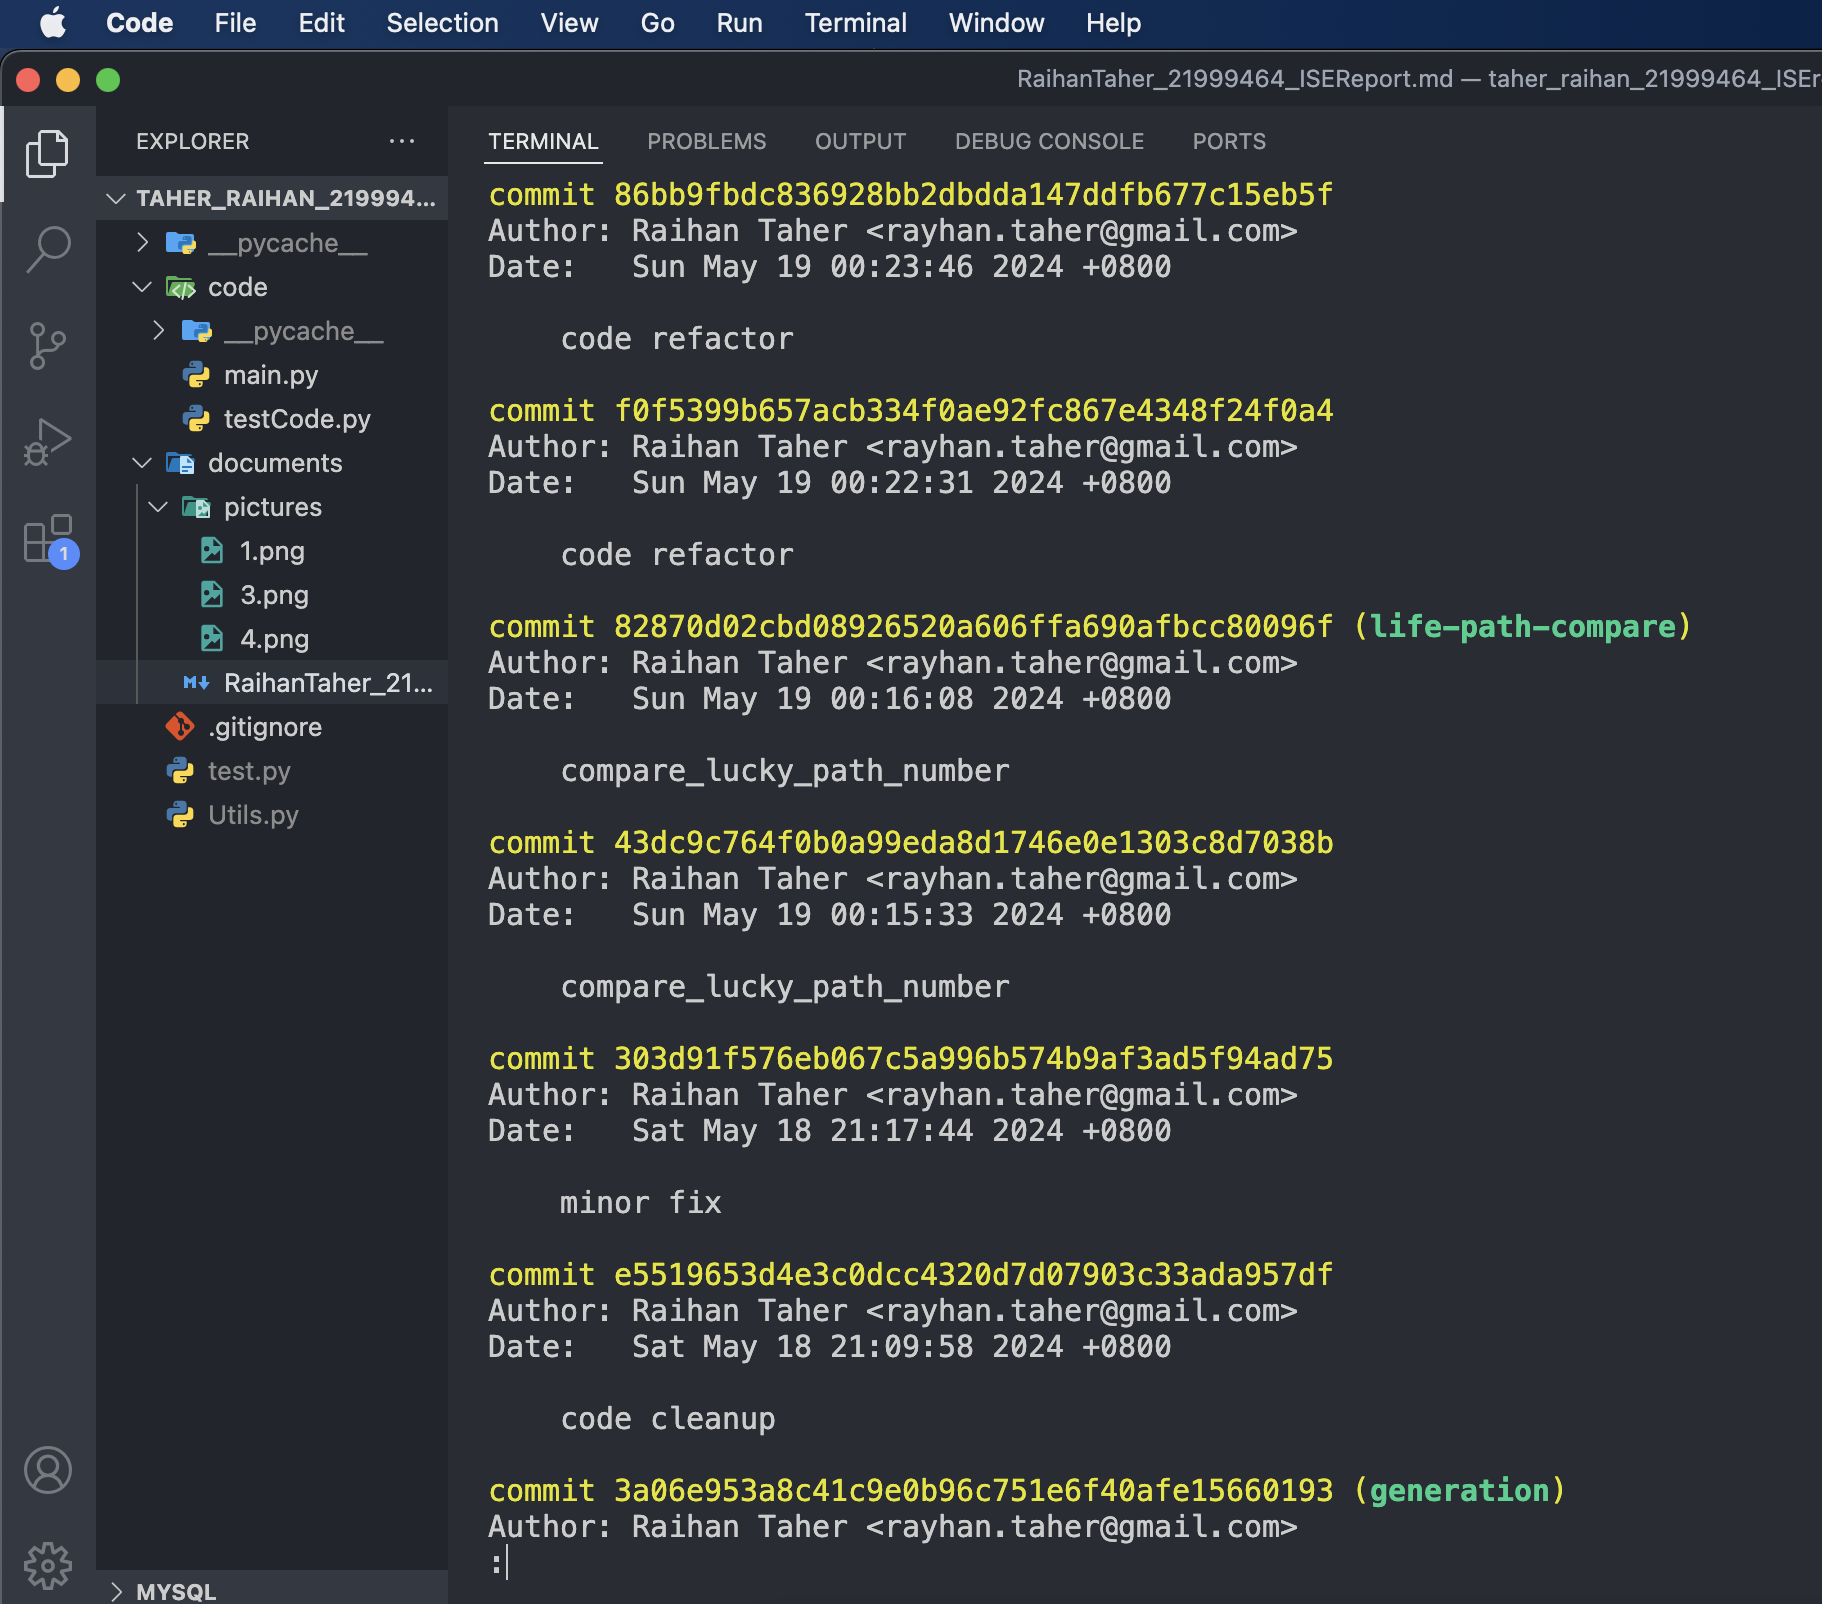 Code File Edit Selection View Go Run Terminal Window Help
RaihanTaher_21999464_ISEReport.md — taher_raihan_21999464_ISEr
EXPLORER
TAHER_RAIHAN_219994...
__pycache__
code
__pycache__
main.py
testCode.py
documents
pictures
1.png
3.png
4.png
RaihanTaher_21...
.gitignore
test.py
Utils.py
MYSQL
1
TERMINAL PROBLEMS OUTPUT DEBUG CONSOLE PORTS
commit 86bb9fbdc836928bb2dbdda147ddfb677c15eb5f
Author: Raihan Taher <rayhan.taher@gmail.com>
Date:   Sun May 19 00:23:46 2024 +0800
code refactor
commit f0f5399b657acb334f0ae92fc867e4348f24f0a4
Author: Raihan Taher <rayhan.taher@gmail.com>
Date:   Sun May 19 00:22:31 2024 +0800
code refactor
commit 82870d02cbd08926520a606ffa690afbcc80096f (life-path-compare)
Author: Raihan Taher <rayhan.taher@gmail.com>
Date:   Sun May 19 00:16:08 2024 +0800
compare_lucky_path_number
commit 43dc9c764f0b0a99eda8d1746e0e1303c8d7038b
Author: Raihan Taher <rayhan.taher@gmail.com>
Date:   Sun May 19 00:15:33 2024 +0800
compare_lucky_path_number
commit 303d91f576eb067c5a996b574b9af3ad5f94ad75
Author: Raihan Taher <rayhan.taher@gmail.com>
Date:   Sat May 18 21:17:44 2024 +0800
minor fix
commit e5519653d4e3c0dcc4320d7d07903c33ada957df
Author: Raihan Taher <rayhan.taher@gmail.com>
Date:   Sat May 18 21:09:58 2024 +0800
code cleanup
commit 3a06e953a8c41c9e0b96c751e6f40afe15660193 (generation)
Author: Raihan Taher <rayhan.taher@gmail.com>
: